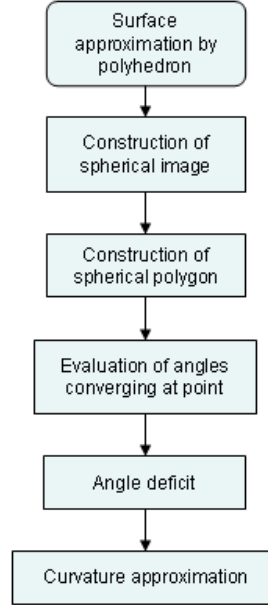 Surface
approximation by
polyhedron
Construction of
spherical image
Construction of
spherical polygon
Evaluation of angles
converging at point
Angle deficit
Curvature approximation